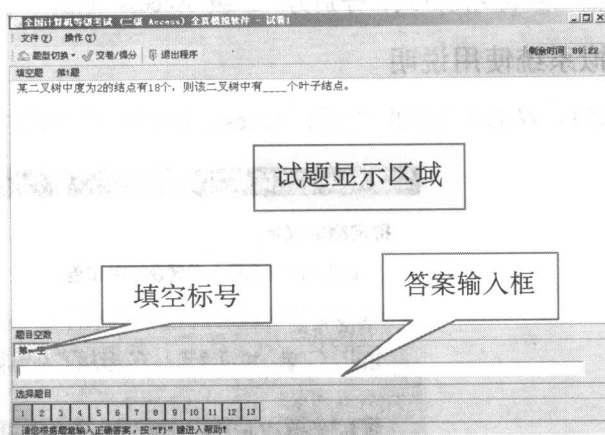 全国计算机等级考试 (二级 Access) 全真模拟软件 - 试卷1
文件(F) 操作(T)
题型切换 交卷/得分 退出程序 剩余时间 89:22
填空题 第1题
某二叉树中度为2的结点有18个，则该二叉树中有____个叶子结点。
试题显示区域
填空标号
答案输入框
题目空数
第一空
选择题目
1 2 3 4 5 6 7 8 9 10 11 12 13
请您根据题意输入正确答案，按 "F1" 键进入帮助!